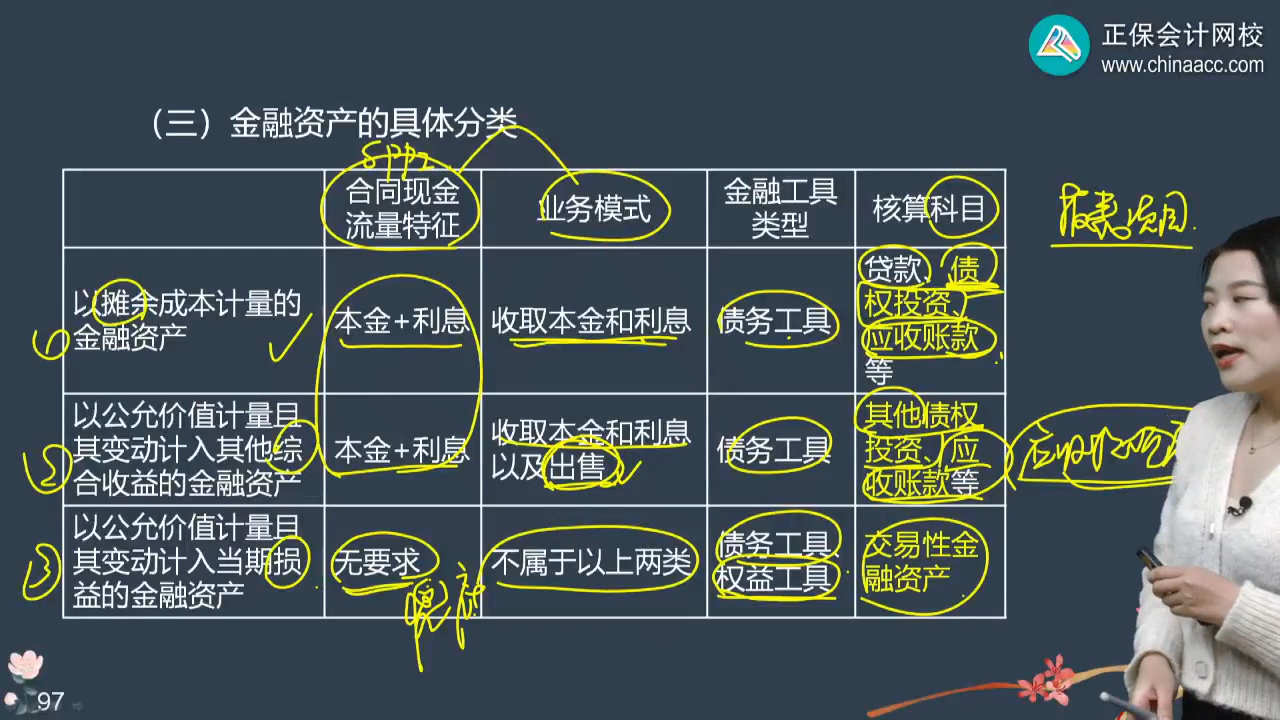 正保会计网校
www.chinaacc.com
（三）金融资产的具体分类
SPPI
合同现金
流量特征
业务模式
金融工具
类型
核算科目
以摊余成本计量的
金融资产
本金+利息
收取本金和利息
债务工具
贷款、债
权投资、
应收账款
等
以公允价值计量且
其变动计入其他综
合收益的金融资产
本金+利息
收取本金和利息
以及出售
债务工具
其他债权
投资、应
收账款等
以公允价值计量且
其变动计入当期损
益的金融资产
无要求
不属于以上两类
债务工具、
权益工具
交易性金
融资产
①
②
③
97